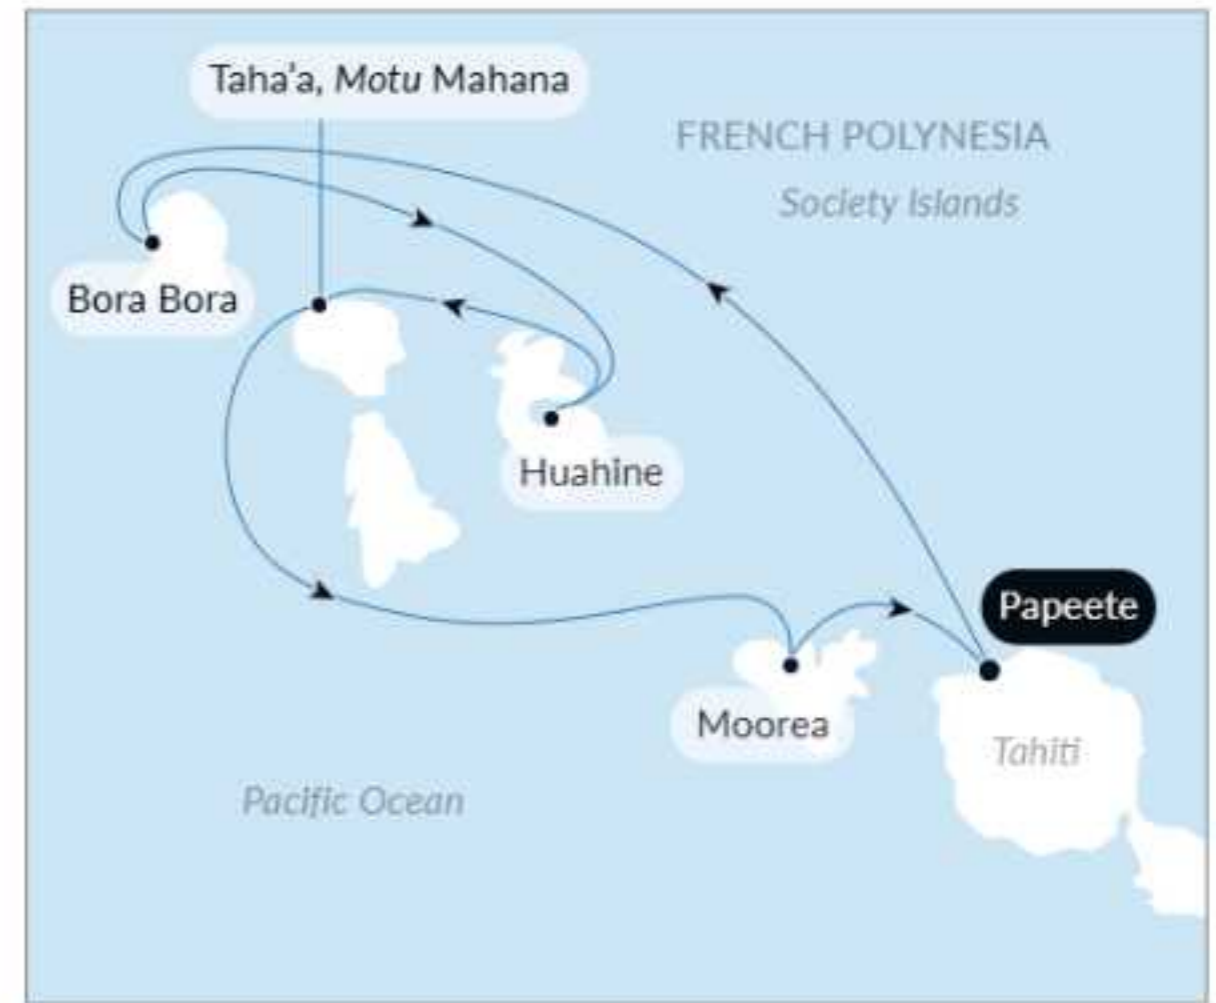 Taha'a, Motu Mahana
FRENCH POLYNESIA
Society Islands
Bora Bora
Huahine
Papeete
Moorea
Tahiti
Pacific Ocean